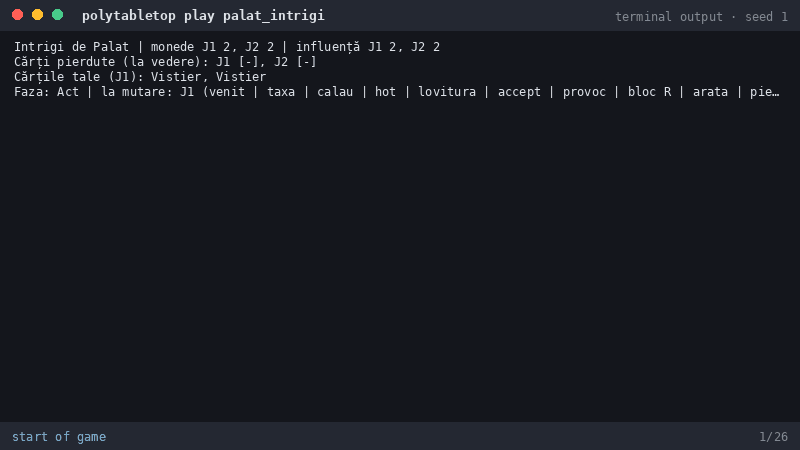 polytabletop play palat_intrigi
terminal output · seed 1
Intrigi de Palat | monede J1 2, J2 2 | influență J1 2, J2 2
Cărți pierdute (la vedere): J1 [-], J2 [-]
Cărțile tale (J1): Vistier, Vistier
Faza: Act | la mutare: J1 (venit | taxa | calau | hot | lovitura | accept | provoc | bloc R | arata | pie…
start of game
1/26